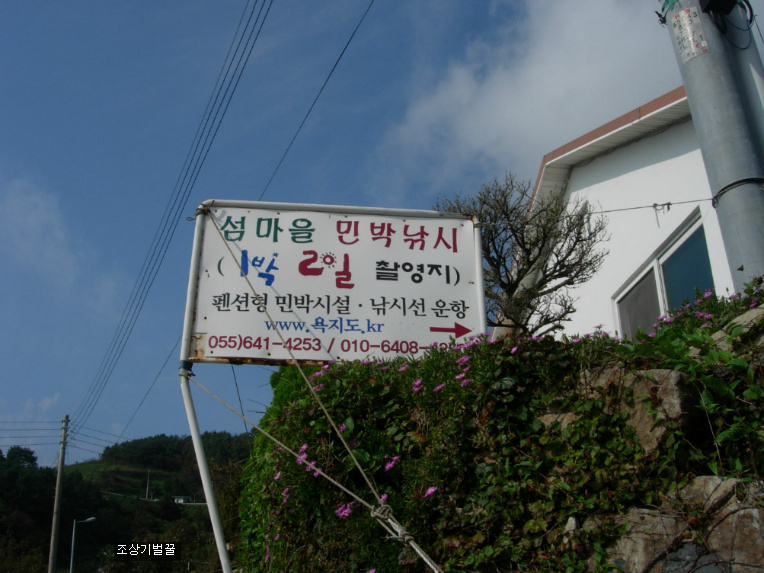 섬마을 민박낚시
(1박 2일 촬영지)
펜션형 민박시설 · 낚시선 운항
www.욕지도.kr
055)641-4253 / 010-6408-
조상기벌꿀